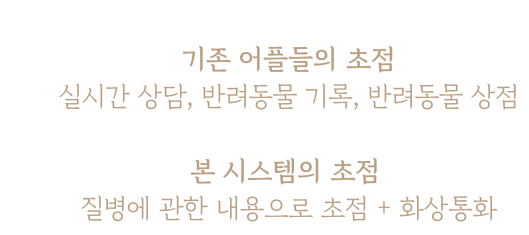 기존 어플들의 초점
실시간 상담, 반려동물 기록, 반려동물 상점
본 시스템의 초점
질병에 관한 내용으로 초점 + 화상통화